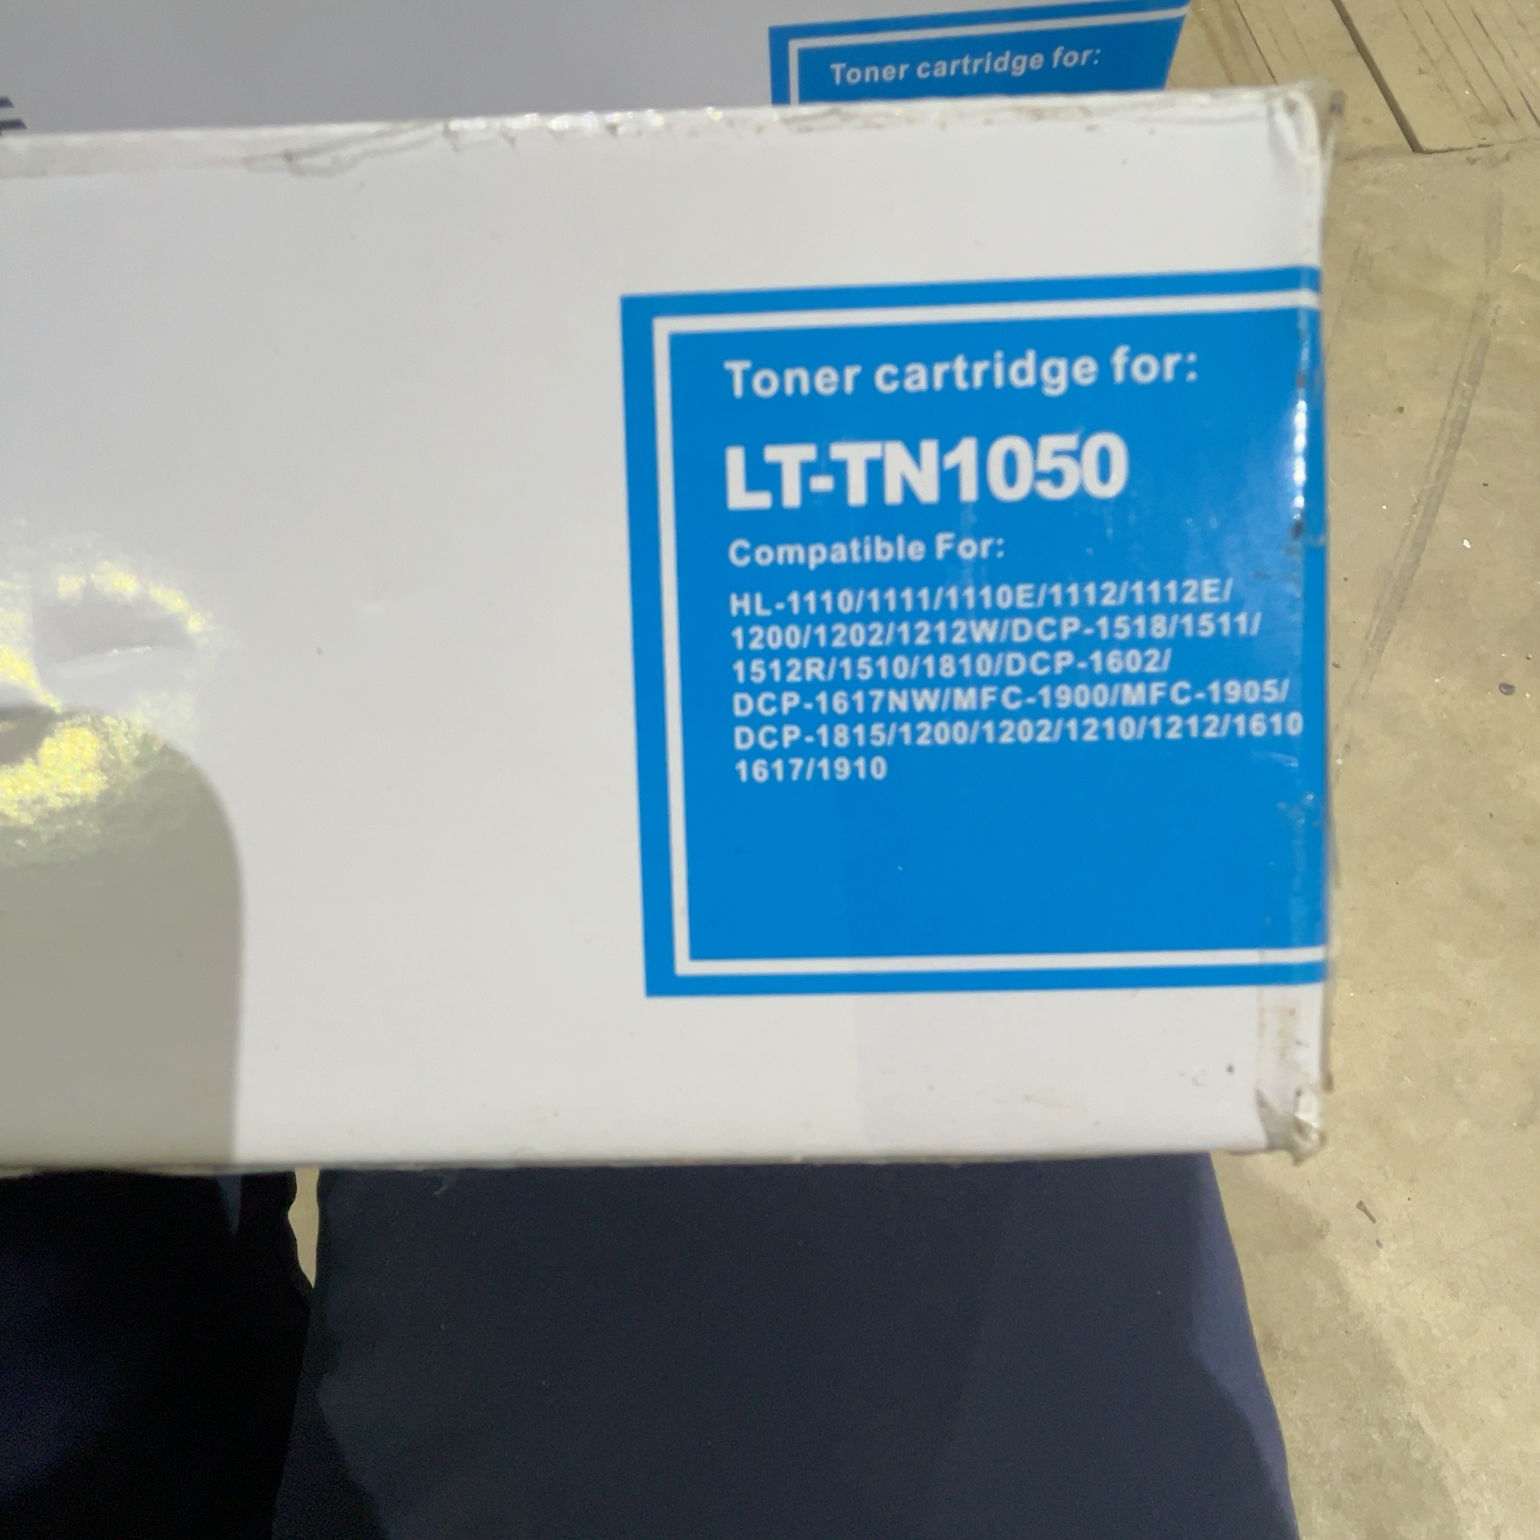 Toner cartridge for:
Toner cartridge for:
LT-TN1050
Compatible For:
HL-1110/1111/1110E/1112/1112E/
1200/1202/1212W/DCP-1518/1511/
1512R/1510/1810/DCP-1602/
DCP-1617NW/MFC-1900/MFC-1905/
DCP-1815/1200/1202/1210/1212/1610
1617/1910